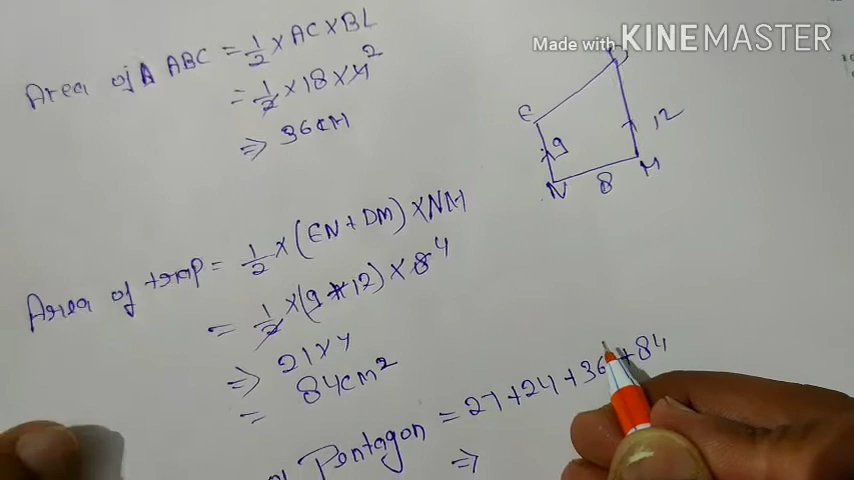 Made with KINEMASTER
Area of ∆ ABC = 1/2 × AC × BL
= 1/2 × 18 × 4 2
⇒ 36 cm
E
9
12
N
8
M
Area of trap = 1/2 × (EN + DM) × NM
= 1/2 × (9 + 12) × 8 4
⇒ 21 × 4
= 84 cm²
Pentagon = 27 + 24 + 36 + 84
⇒